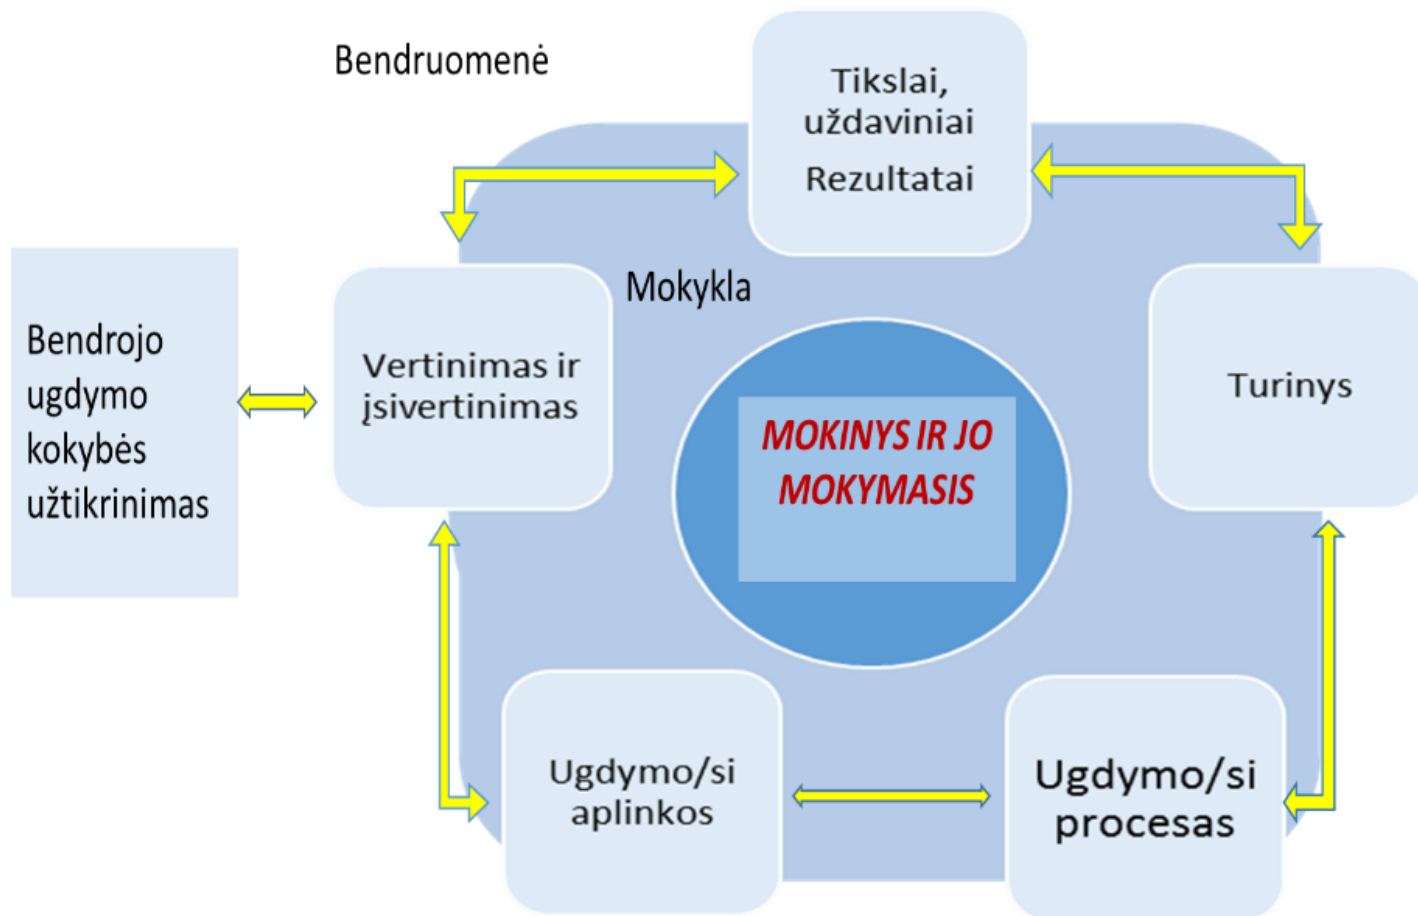 Bendruomenė
Tikslai,
uždaviniai
Rezultatai
Mokykla
Bendrojo
ugdymo
kokybės
užtikrinimas
Vertinimas ir
įsivertinimas
MOKINYS IR JO
MOKYMASIS
Turinys
Ugdymo/si
aplinkos
Ugdymo/si
procesas